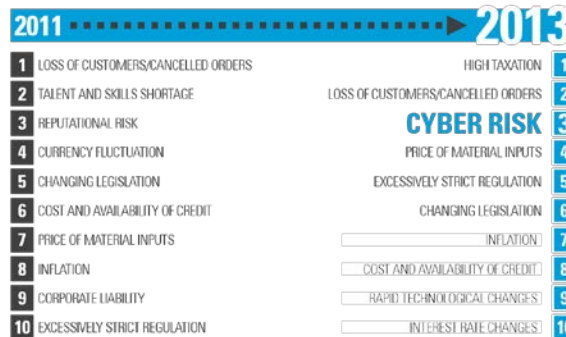 2011 2013
1 LOSS OF CUSTOMERS/CANCELLED ORDERS
2 TALENT AND SKILLS SHORTAGE
3 REPUTATIONAL RISK
4 CURRENCY FLUCTUATION
5 CHANGING LEGISLATION
6 COST AND AVAILABILITY OF CREDIT
7 PRICE OF MATERIAL INPUTS
8 INFLATION
9 CORPORATE LIABILITY
10 EXCESSIVELY STRICT REGULATION
HIGH TAXATION 1
LOSS OF CUSTOMERS/CANCELLED ORDERS 2
CYBER RISK 3
PRICE OF MATERIAL INPUTS 4
EXCESSIVELY STRICT REGULATION 5
CHANGING LEGISLATION 6
INFLATION 7
COST AND AVAILABILITY OF CREDIT 8
RAPID TECHNOLOGICAL CHANGES 9
INTEREST RATE CHANGES 10